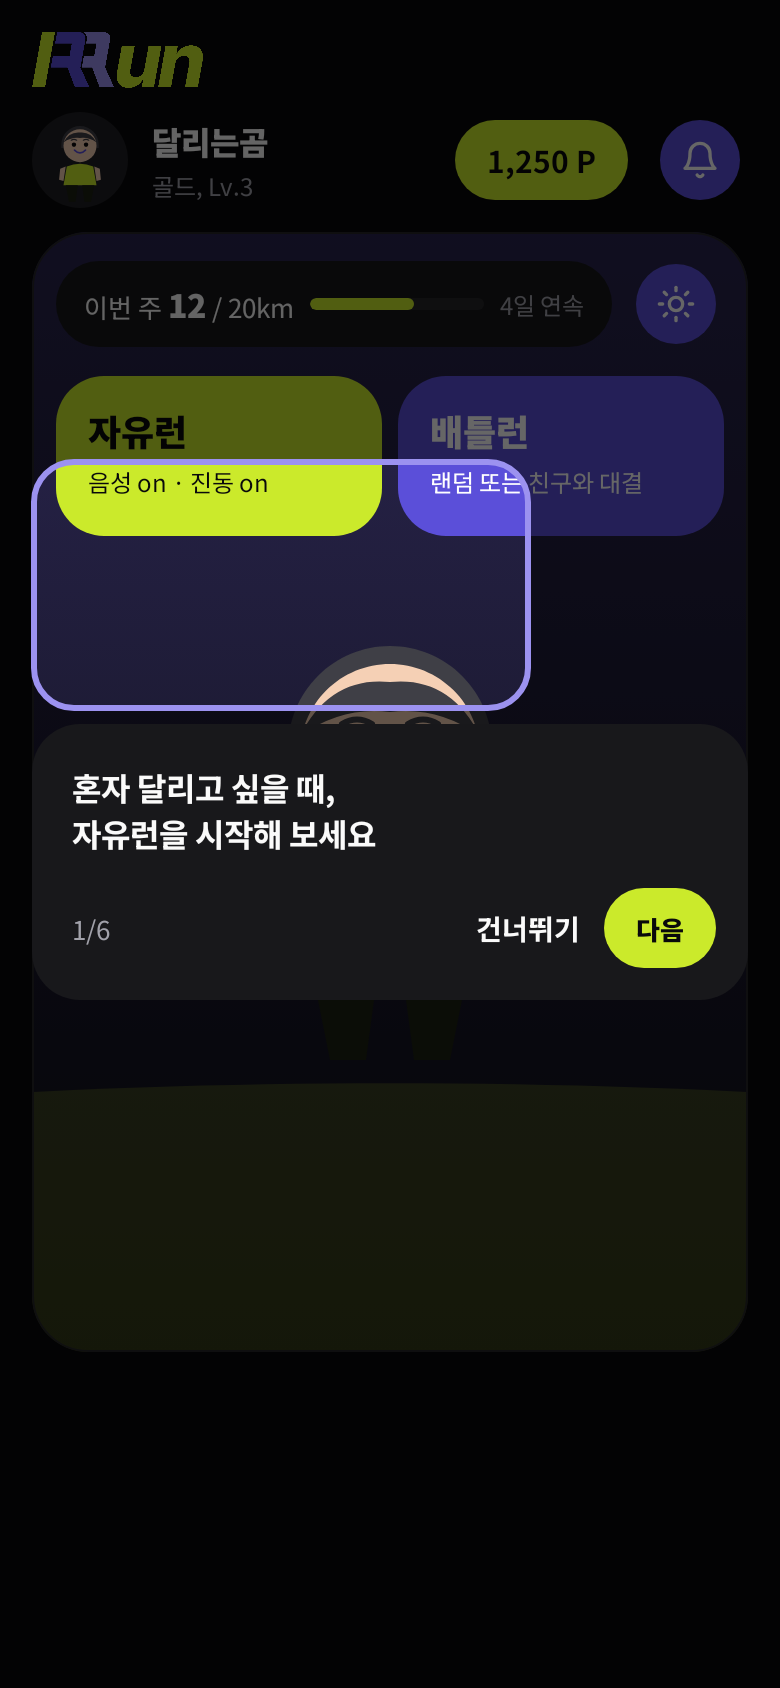 RRun
달리는곰
골드, Lv.3
1,250 P
이번 주 12 / 20km
4일 연속
자유런
음성 on · 진동 on
배틀런
랜덤 또는 친구와 대결
혼자 달리고 싶을 때,
자유런을 시작해 보세요
1/6
건너뛰기
다음